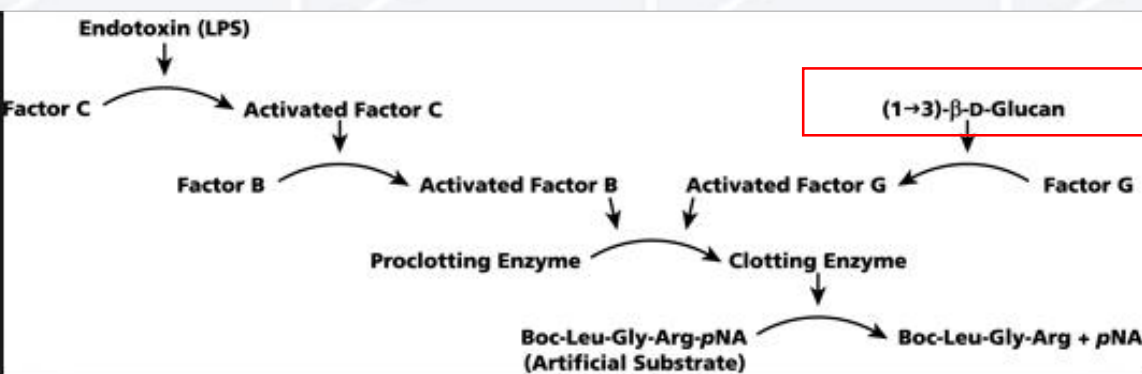 Endotoxin (LPS)
Factor C
Activated Factor C
(1→3)-β-D-Glucan
Factor B
Activated Factor B
Activated Factor G
Factor G
Proclotting Enzyme
Clotting Enzyme
Boc-Leu-Gly-Arg-pNA
(Artificial Substrate)
Boc-Leu-Gly-Arg + pNA